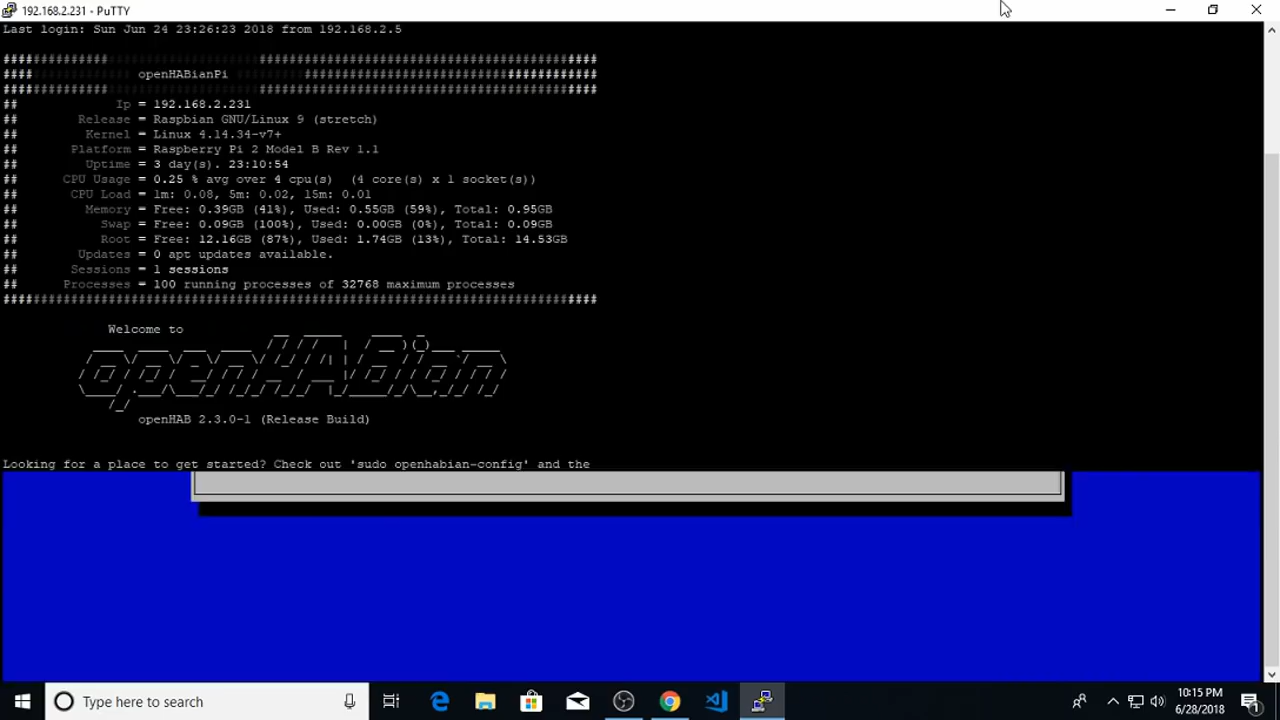 192.168.2.231 - PuTTY
Last login: Sun Jun 24 23:26:23 2018 from 192.168.2.5
###############################################################################
#### openHABianPi #######################################
###############################################################################
## Ip = 192.168.2.231
## Release = Raspbian GNU/Linux 9 (stretch)
## Kernel = Linux 4.14.34-v7+
## Platform = Raspberry Pi 2 Model B Rev 1.1
## Uptime = 3 day(s). 23:10:54
## CPU Usage = 0.25 % avg over 4 cpu(s) (4 core(s) x 1 socket(s))
## CPU Load = 1m: 0.08, 5m: 0.02, 15m: 0.01
## Memory = Free: 0.39GB (41%), Used: 0.55GB (59%), Total: 0.95GB
## Swap = Free: 0.09GB (100%), Used: 0.00GB (0%), Total: 0.09GB
## Root = Free: 12.16GB (87%), Used: 1.74GB (13%), Total: 14.53GB
## Updates = 0 apt updates available.
## Sessions = 1 sessions
## Processes = 100 running processes of 32768 maximum processes
###############################################################################
Welcome to
openHABian
openHAB 2.3.0-1 (Release Build)
Looking for a place to get started? Check out 'sudo openhabian-config' and the
Type here to search
10:15 PM
6/28/2018
1